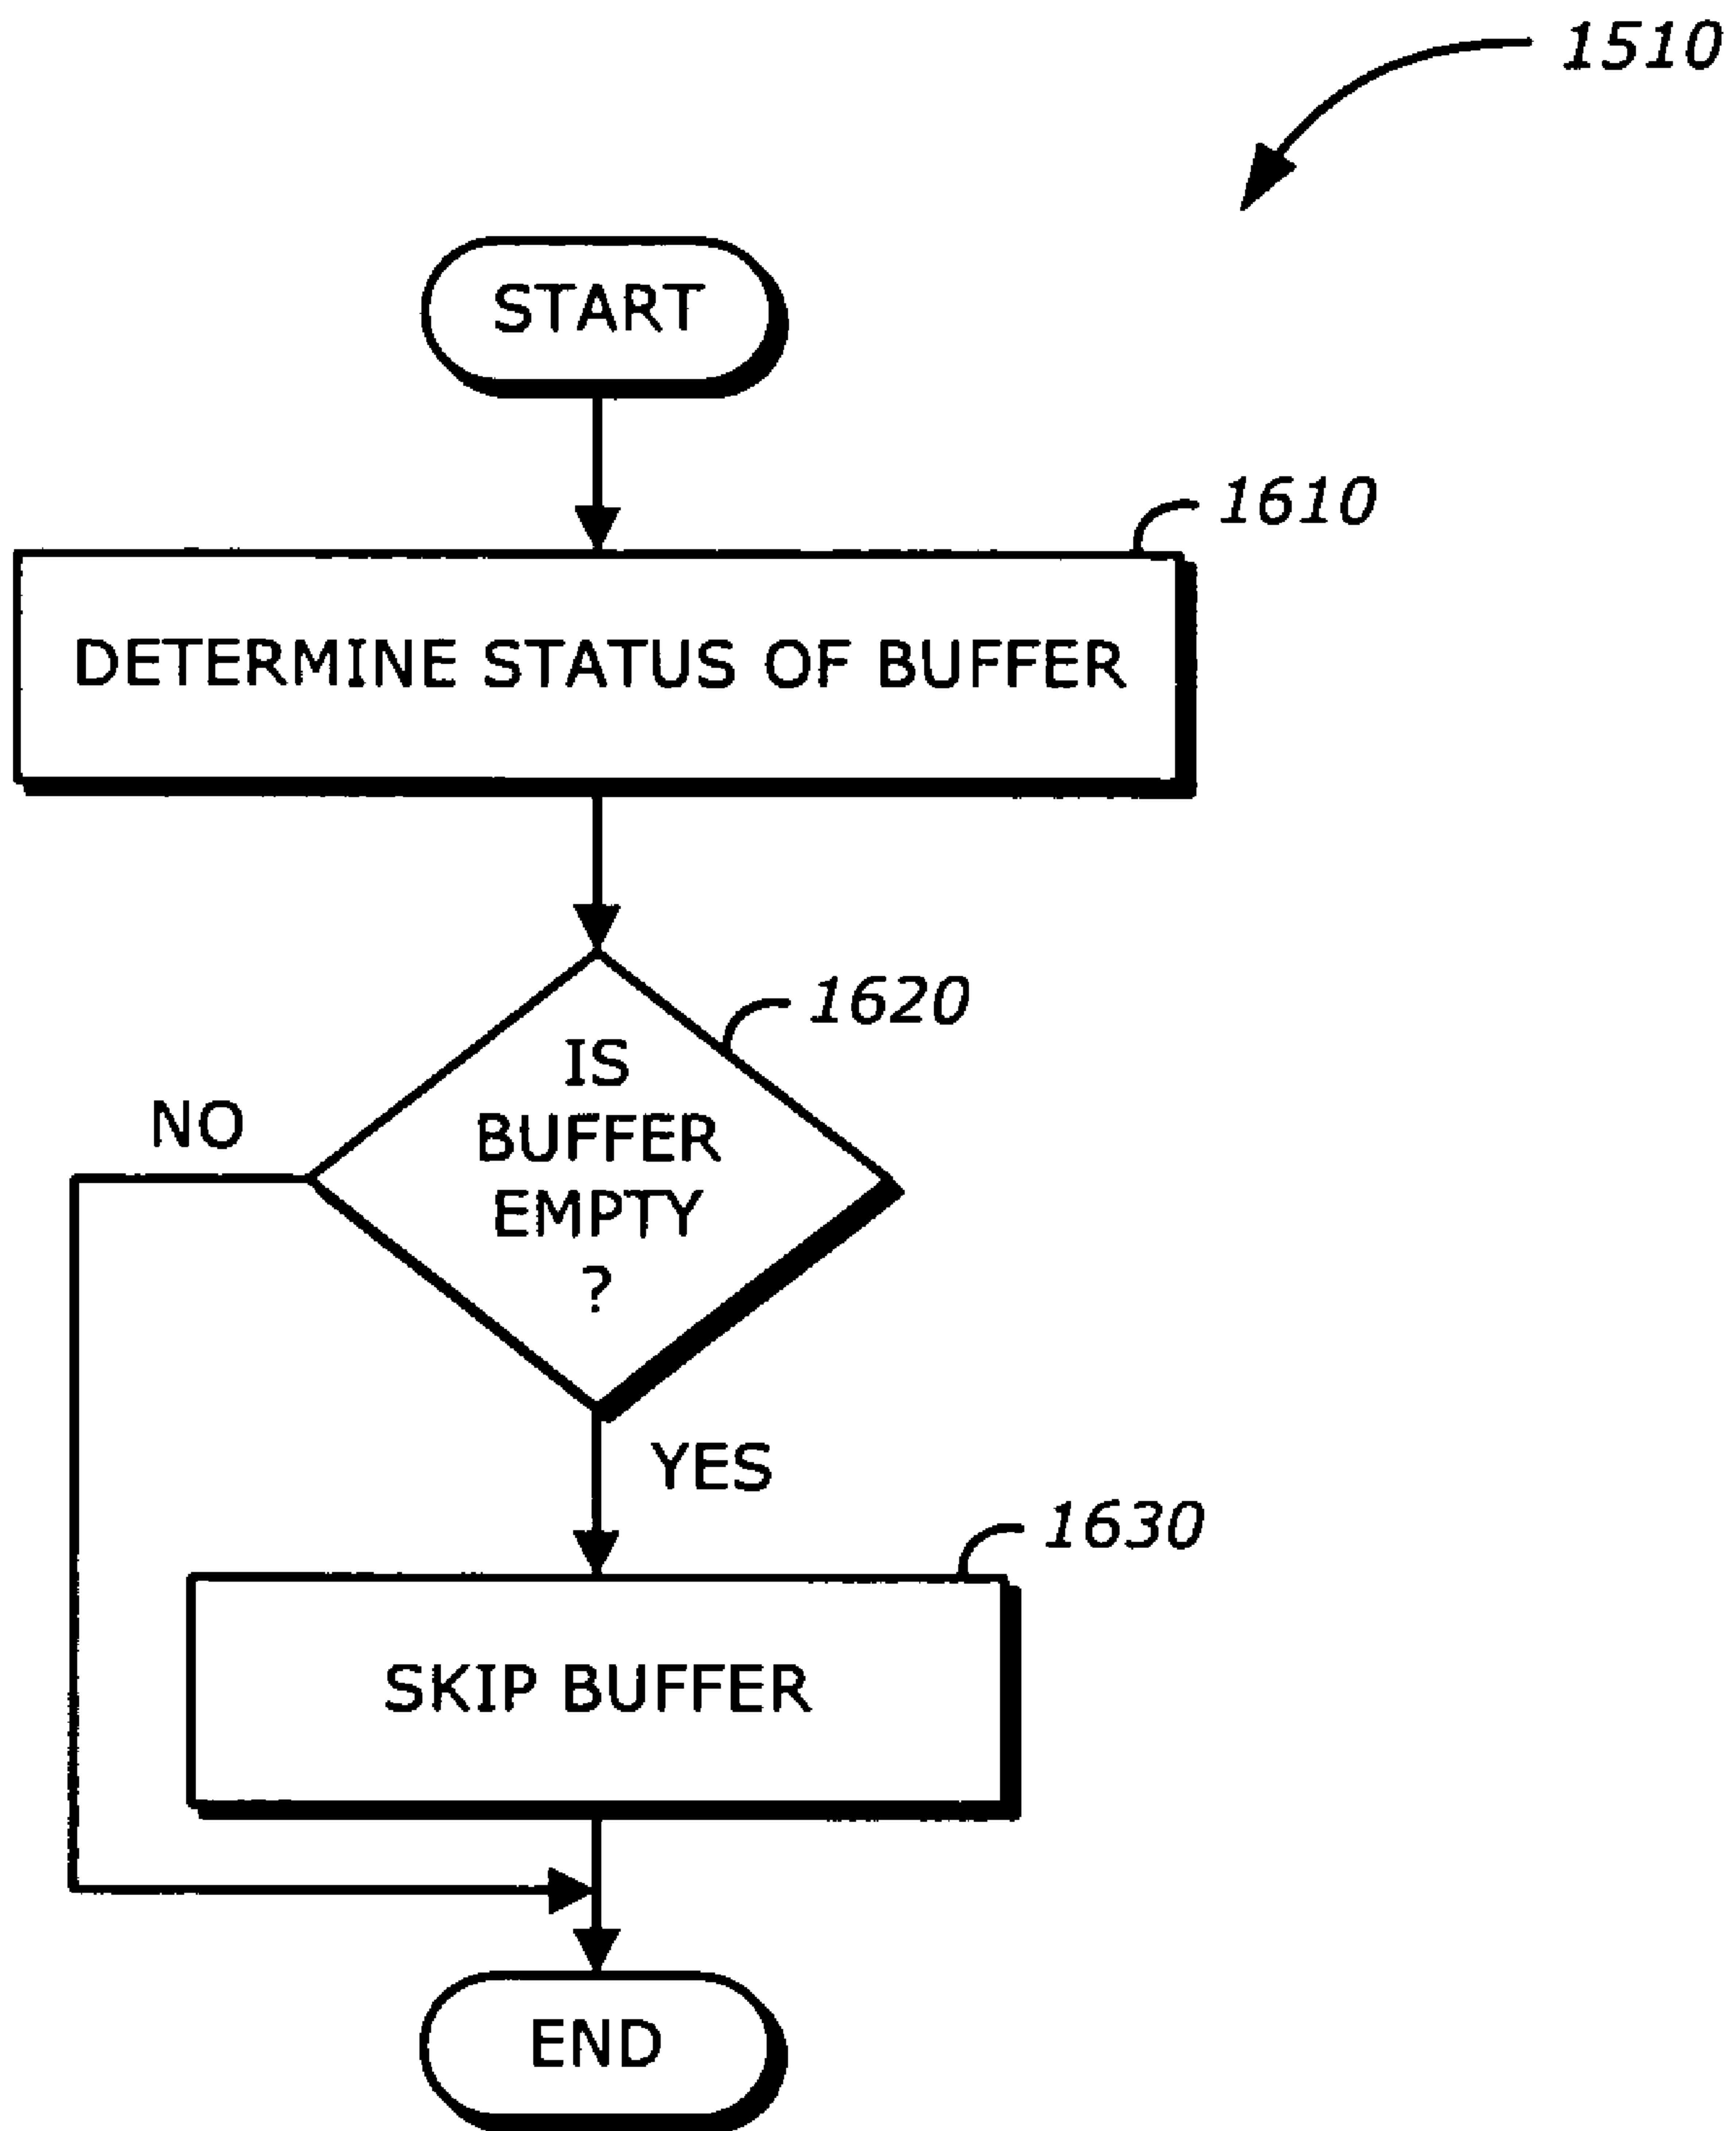 1510
START
1610
DETERMINE STATUS OF BUFFER
1620
IS
BUFFER
EMPTY
?
NO
YES
1630
SKIP BUFFER
END